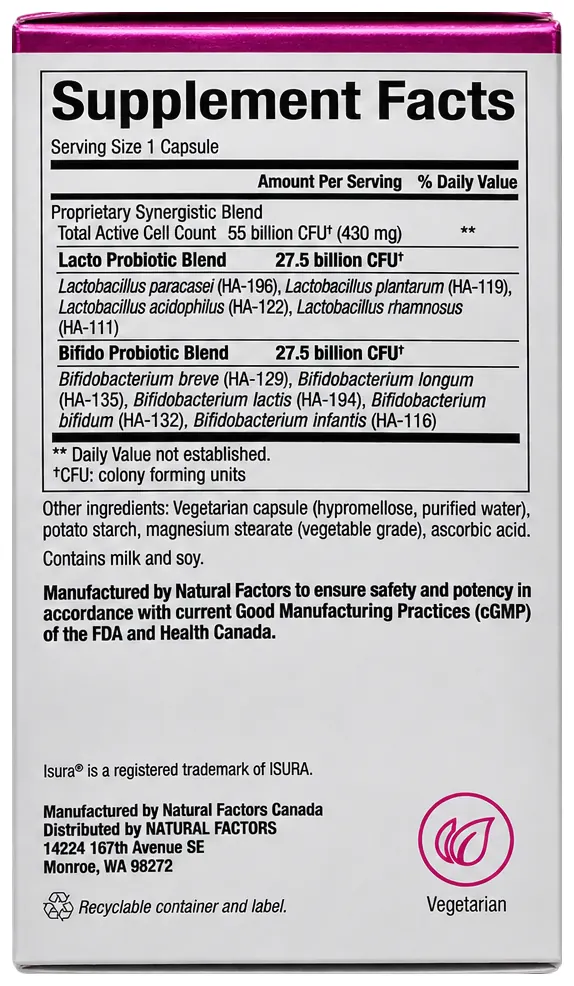 Supplement Facts
Serving Size 1 Capsule
Amount Per Serving % Daily Value
Proprietary Synergistic Blend
Total Active Cell Count 55 billion CFU† (430 mg) **
Lacto Probiotic Blend 27.5 billion CFU†
Lactobacillus paracasei (HA-196), Lactobacillus plantarum (HA-119),
Lactobacillus acidophilus (HA-122), Lactobacillus rhamnosus
(HA-111)
Bifido Probiotic Blend 27.5 billion CFU†
Bifidobacterium breve (HA-129), Bifidobacterium longum
(HA-135), Bifidobacterium lactis (HA-194), Bifidobacterium
bifidum (HA-132), Bifidobacterium infantis (HA-116)
** Daily Value not established.
†CFU: colony forming units
Other ingredients: Vegetarian capsule (hypromellose, purified water),
potato starch, magnesium stearate (vegetable grade), ascorbic acid.
Contains milk and soy.
Manufactured by Natural Factors to ensure safety and potency in
accordance with current Good Manufacturing Practices (cGMP)
of the FDA and Health Canada.
Isura® is a registered trademark of ISURA.
Manufactured by Natural Factors Canada
Distributed by NATURAL FACTORS
14224 167th Avenue SE
Monroe, WA 98272
Recyclable container and label.
Vegetarian